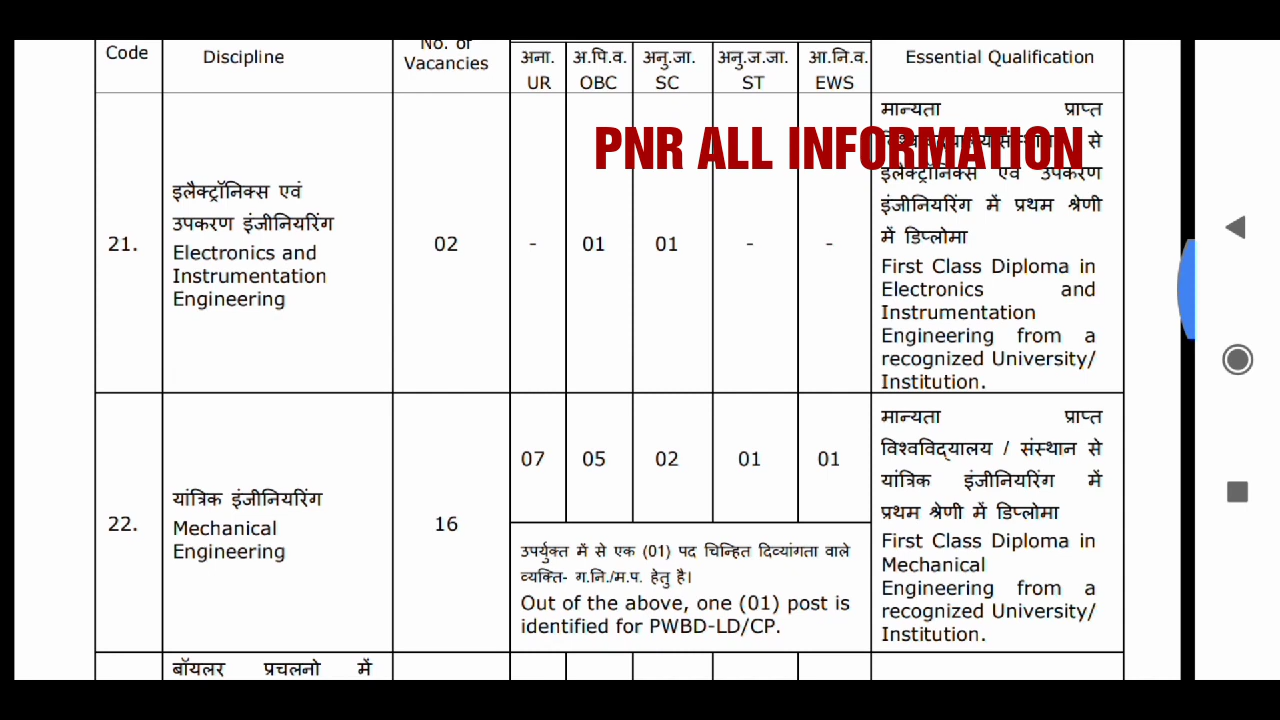 Code
Discipline
No. of
Vacancies
अना.
UR
अ.पि.व.
OBC
अनु.जा.
SC
अनु.ज.जा.
ST
आ.नि.व.
EWS
Essential Qualification
PNR ALL INFORMATION
21.
इलैक्ट्रॉनिक्स एवं
उपकरण इंजीनियरिंग
Electronics and
Instrumentation
Engineering
02
-
01
01
-
-
मान्यता प्राप्त
से
इलैक्ट्रॉनिक्स एवं उपकरण
इंजीनियरिंग में प्रथम श्रेणी
में डिप्लोमा
First Class Diploma in
Electronics and
Instrumentation
Engineering from a
recognized University/
Institution.
22.
यांत्रिक इंजीनियरिंग
Mechanical
Engineering
16
07
05
02
01
01
उपर्युक्त में से एक (01) पद चिन्हित दिव्यांगता वाले
व्यक्ति- ग.नि./म.प. हेतु है।
Out of the above, one (01) post is
identified for PWBD-LD/CP.
मान्यता प्राप्त
विश्वविद्यालय / संस्थान से
यांत्रिक इंजीनियरिंग में
प्रथम श्रेणी में डिप्लोमा
First Class Diploma in
Mechanical
Engineering from a
recognized University/
Institution.
बॉयलर प्रचलनो में